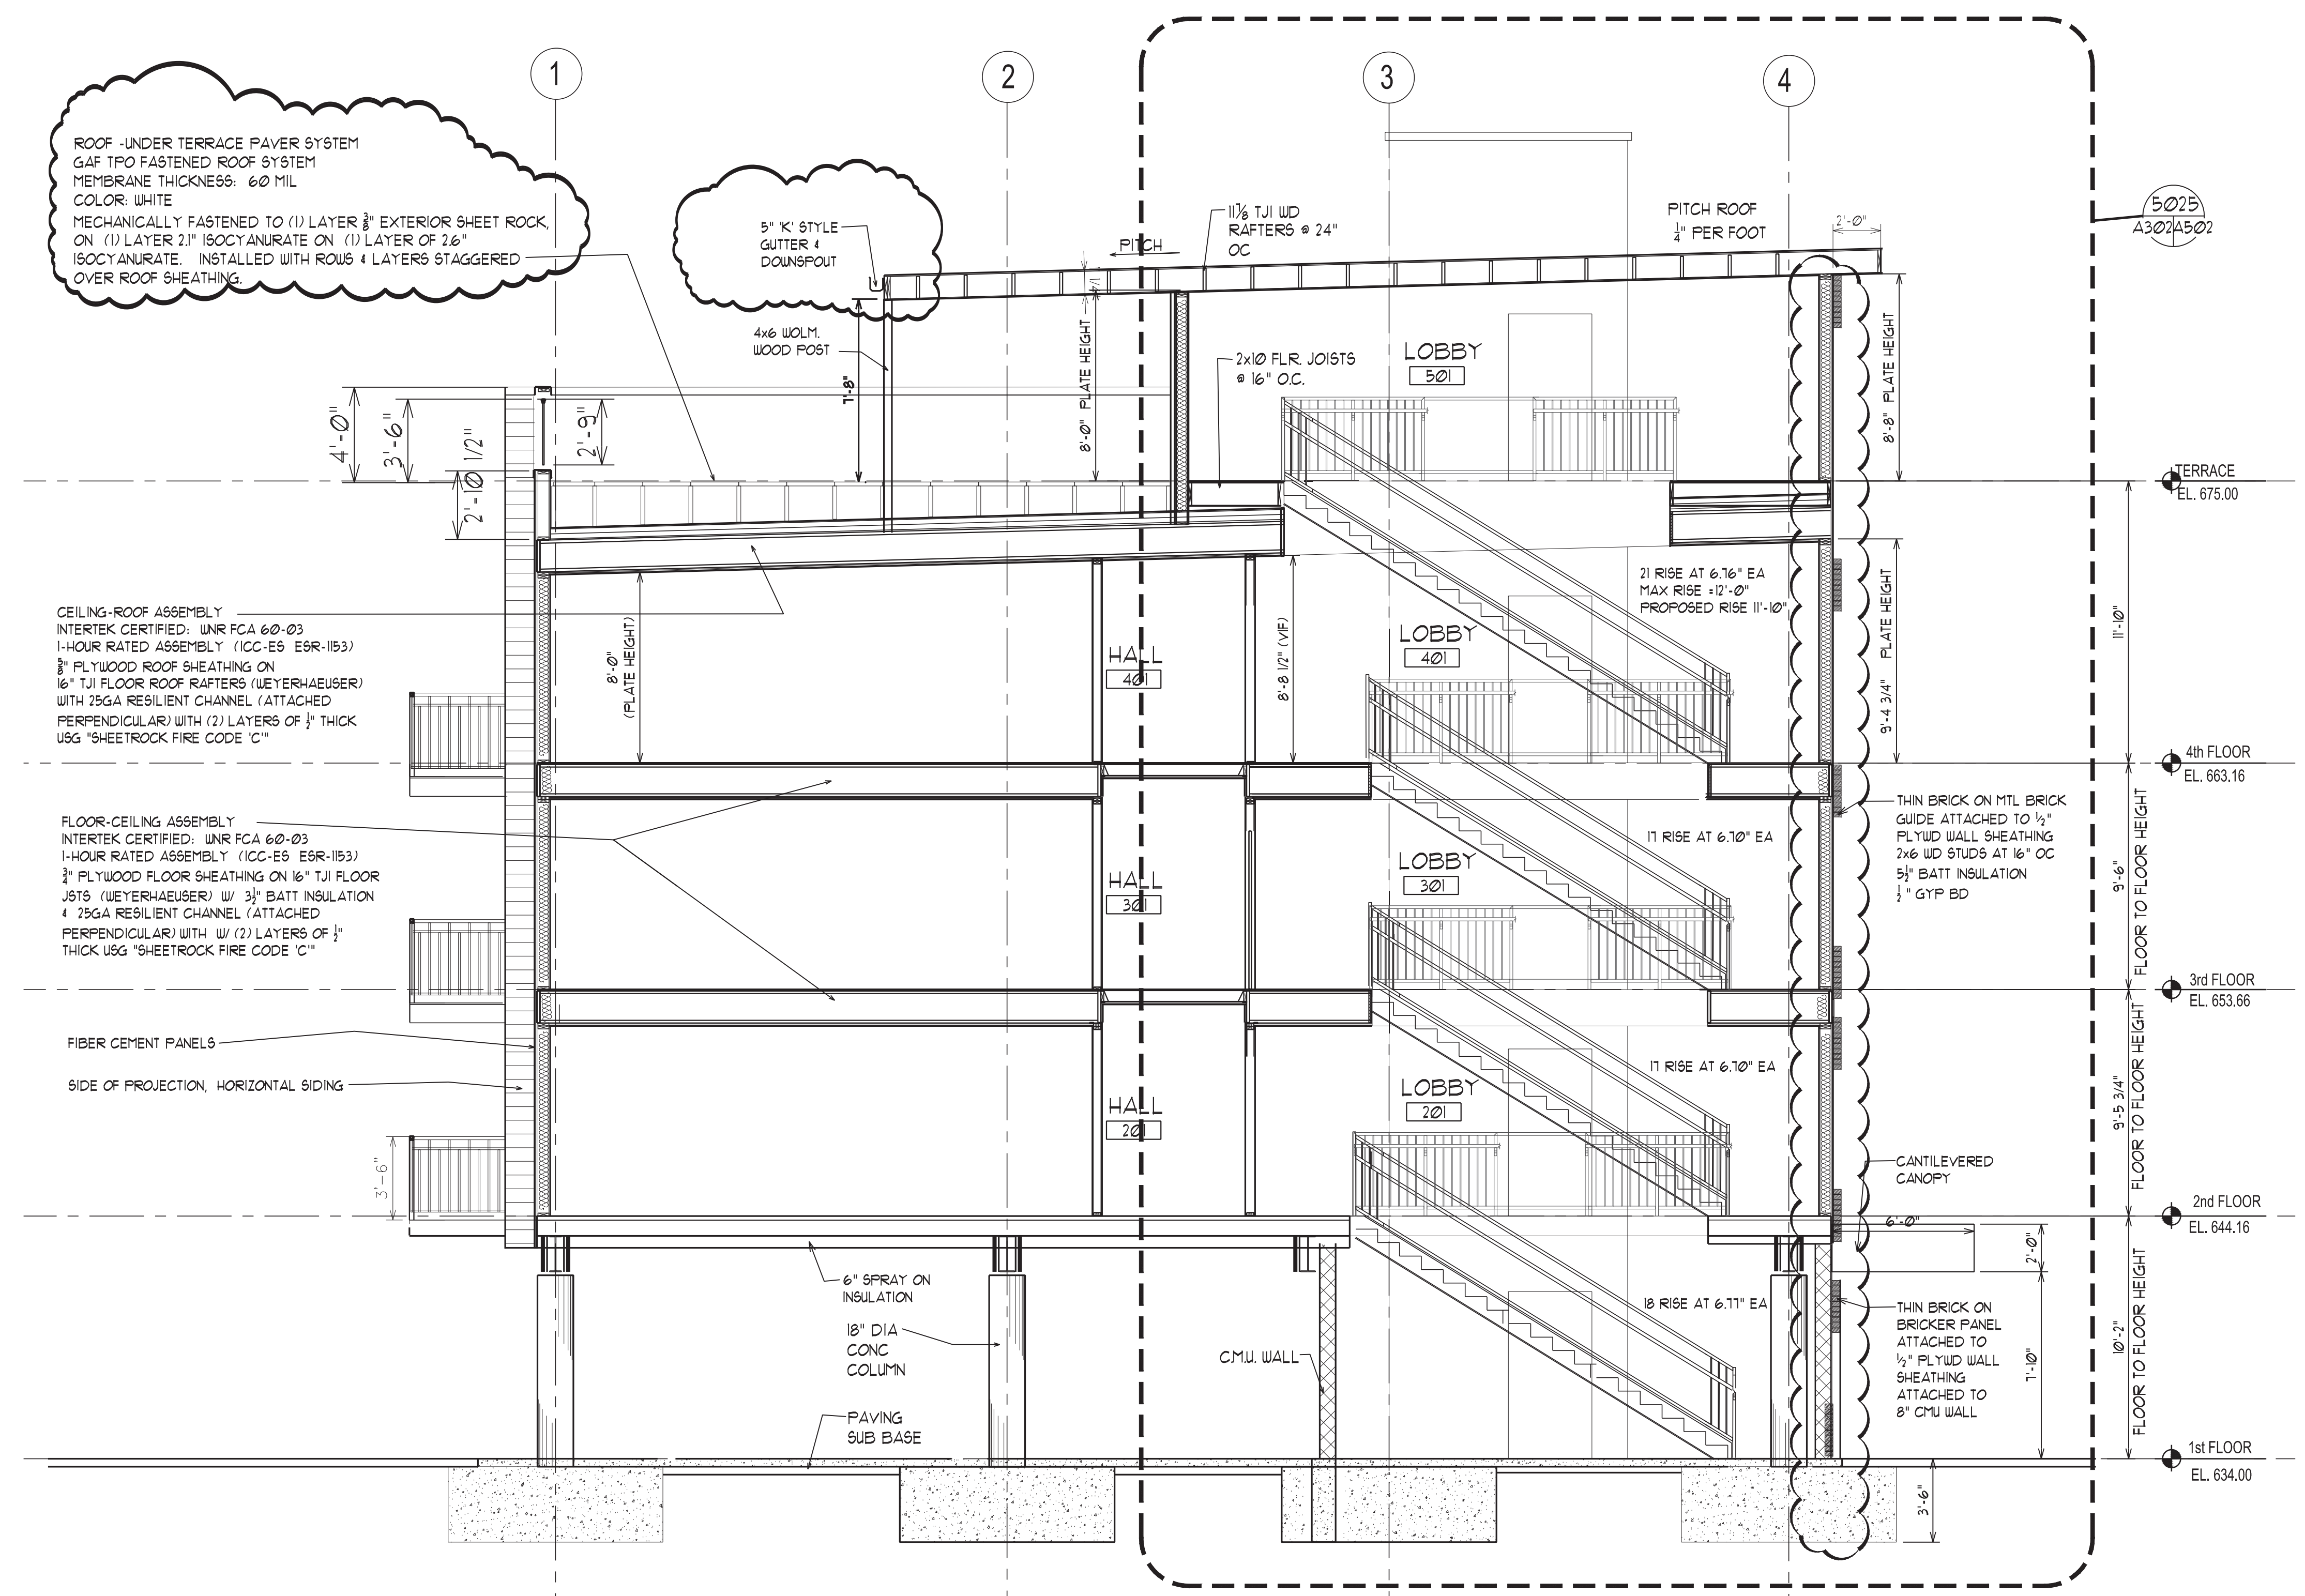 1
2
3
4
ROOF -UNDER TERRACE PAVER SYSTEM
GAF TPO FASTENED ROOF SYSTEM
MEMBRANE THICKNESS: 60 MIL
COLOR: WHITE
MECHANICALLY FASTENED TO (1) LAYER 3/8" EXTERIOR SHEET ROCK,
ON (1) LAYER 2.1" ISOCYANURATE ON (1) LAYER OF 2.6"
ISOCYANURATE. INSTALLED WITH ROWS & LAYERS STAGGERED
OVER ROOF SHEATHING.
5" 'K' STYLE
GUTTER &
DOWNSPOUT
PITCH
11 7/8 TJI WD
RAFTERS @ 24"
OC
PITCH ROOF
1/4" PER FOOT
2'-0"
5025
A302 A502
4x6 WOLM.
WOOD POST
7'-8"
8'-0" PLATE HEIGHT
2x10 FLR. JOISTS
@ 16" O.C.
LOBBY
501
8'-8" PLATE HEIGHT
4'-0"
3'-6"
2'-10 1/2"
2'-9"
TERRACE
EL. 675.00
CEILING-ROOF ASSEMBLY
INTERTEK CERTIFIED: WNR FCA 60-03
1-HOUR RATED ASSEMBLY (ICC-ES ESR-1153)
5/8" PLYWOOD ROOF SHEATHING ON
16" TJI FLOOR ROOF RAFTERS (WEYERHAEUSER)
WITH 25GA RESILIENT CHANNEL (ATTACHED
PERPENDICULAR) WITH (2) LAYERS OF 1/2" THICK
USG "SHEETROCK FIRE CODE 'C'"
8'-0"
(PLATE HEIGHT)
HALL
401
8'-8 1/2" (VIF)
LOBBY
401
21 RISE AT 6.76" EA
MAX RISE =12'-0"
PROPOSED RISE 11'-10"
9'-4 3/4" PLATE HEIGHT
11'-10"
4th FLOOR
EL. 663.16
FLOOR-CEILING ASSEMBLY
INTERTEK CERTIFIED: WNR FCA 60-03
1-HOUR RATED ASSEMBLY (ICC-ES ESR-1153)
3/4" PLYWOOD FLOOR SHEATHING ON 16" TJI FLOOR
JSTS (WEYERHAEUSER) W/ 3 1/2" BATT INSULATION
& 25GA RESILIENT CHANNEL (ATTACHED
PERPENDICULAR) WITH W/ (2) LAYERS OF 1/2"
THICK USG "SHEETROCK FIRE CODE 'C'"
HALL
301
LOBBY
301
17 RISE AT 6.70" EA
THIN BRICK ON MTL BRICK
GUIDE ATTACHED TO 1/2"
PLYWD WALL SHEATHING
2x6 WD STUDS AT 16" OC
5 1/2" BATT INSULATION
1/2" GYP BD
9'-6"
FLOOR TO FLOOR HEIGHT
3rd FLOOR
EL. 653.66
FIBER CEMENT PANELS
SIDE OF PROJECTION, HORIZONTAL SIDING
HALL
201
LOBBY
201
17 RISE AT 6.70" EA
9'-5 3/4"
FLOOR TO FLOOR HEIGHT
CANTILEVERED
CANOPY
3'-6"
2nd FLOOR
EL. 644.16
6'-0"
2'-0"
6" SPRAY ON
INSULATION
18" DIA
CONC
COLUMN
C.M.U. WALL
18 RISE AT 6.77" EA
THIN BRICK ON
BRICKER PANEL
ATTACHED TO
1/2" PLYWD WALL
SHEATHING
ATTACHED TO
8" CMU WALL
7'-10"
10'-2"
FLOOR TO FLOOR HEIGHT
PAVING
SUB BASE
1st FLOOR
EL. 634.00
3'-6"